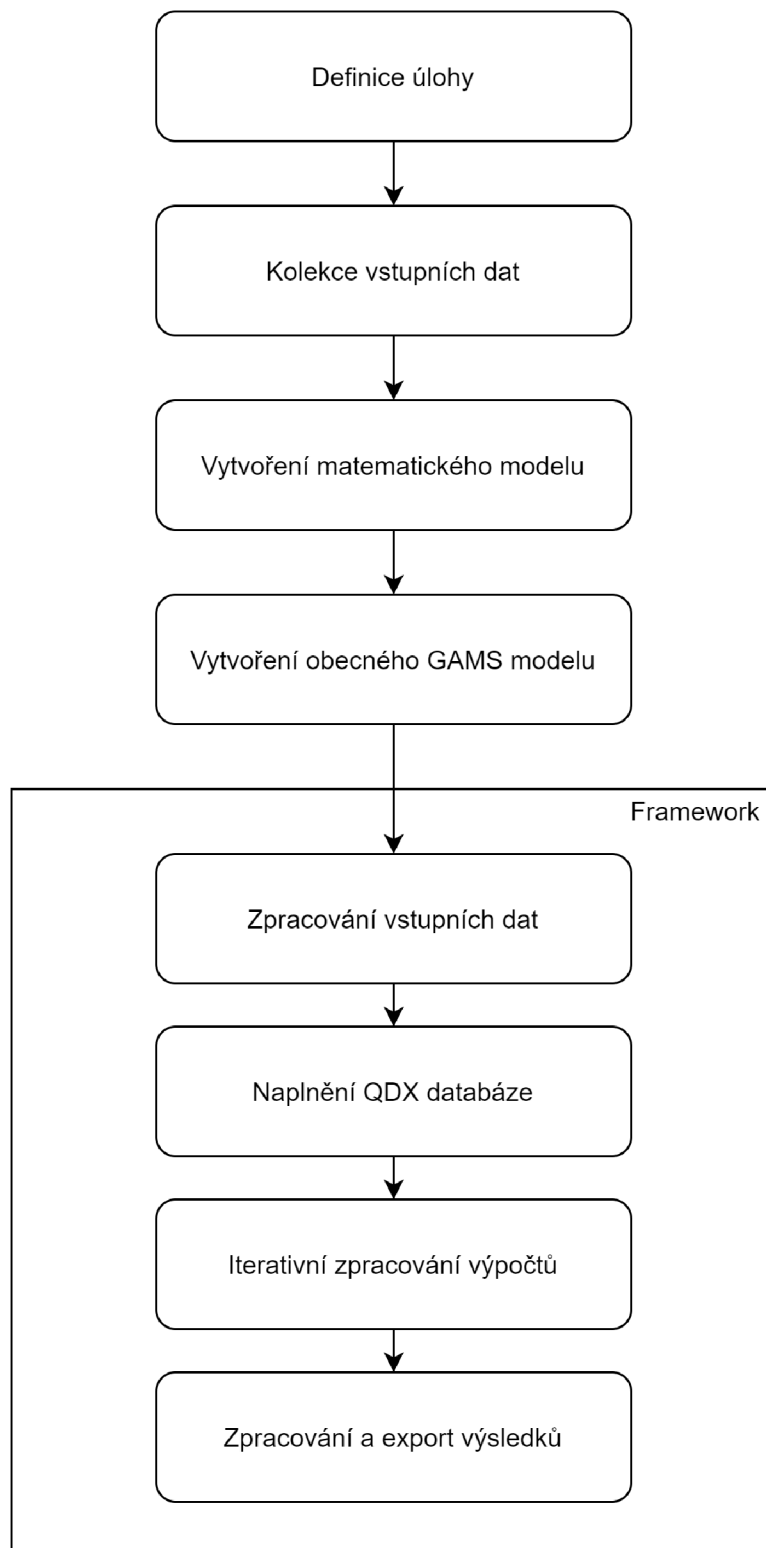 Definice úlohy
Kolekce vstupních dat
Vytvoření matematického modelu
Vytvoření obecného GAMS modelu
Framework
Zpracování vstupních dat
Naplnění QDX databáze
Iterativní zpracování výpočtů
Zpracování a export výsledků